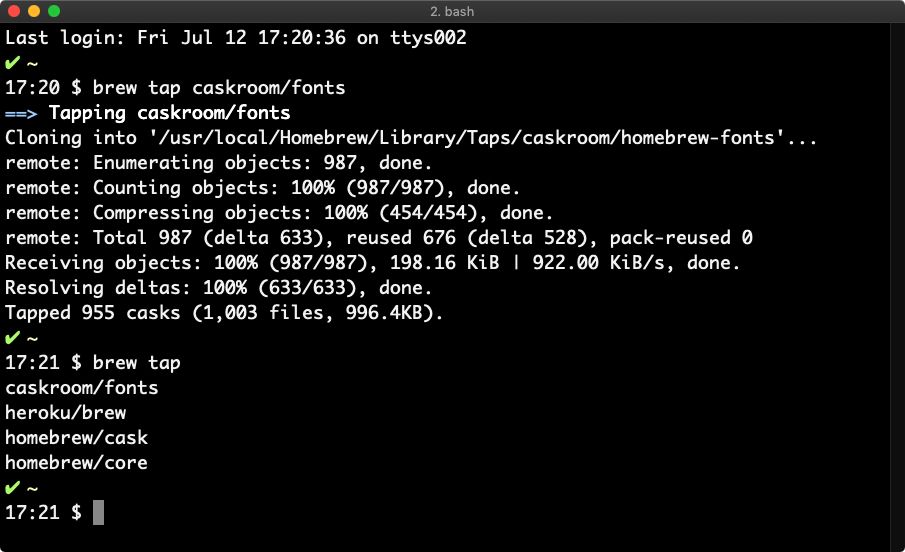 2. bash
Last login: Fri Jul 12 17:20:36 on ttys002
✔ ~
17:20 $ brew tap caskroom/fonts
==> Tapping caskroom/fonts
Cloning into '/usr/local/Homebrew/Library/Taps/caskroom/homebrew-fonts'...
remote: Enumerating objects: 987, done.
remote: Counting objects: 100% (987/987), done.
remote: Compressing objects: 100% (454/454), done.
remote: Total 987 (delta 633), reused 676 (delta 528), pack-reused 0
Receiving objects: 100% (987/987), 198.16 KiB | 922.00 KiB/s, done.
Resolving deltas: 100% (633/633), done.
Tapped 955 casks (1,003 files, 996.4KB).
✔ ~
17:21 $ brew tap
caskroom/fonts
heroku/brew
homebrew/cask
homebrew/core
✔ ~
17:21 $